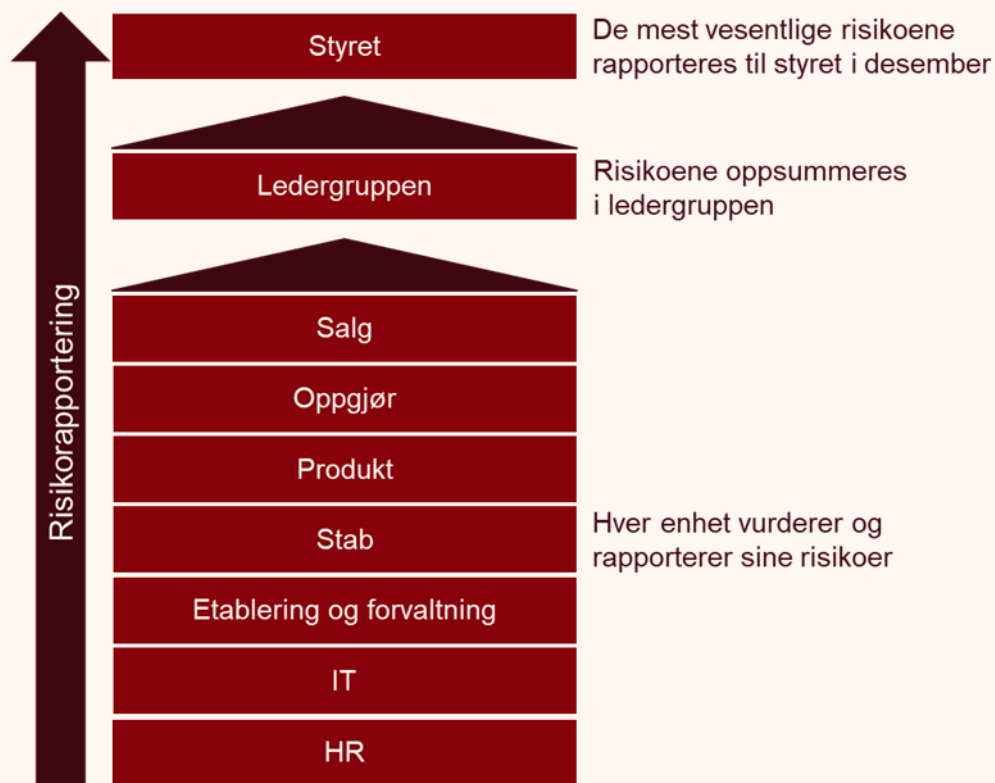 Styret
De mest vesentlige risikoene
rapporteres til styret i desember
Ledergruppen
Risikoene oppsummeres
i ledergruppen
Risikorapportering
Salg
Oppgjør
Produkt
Stab
Hver enhet vurderer og
rapporterer sine risikoer
Etablering og forvaltning
IT
HR